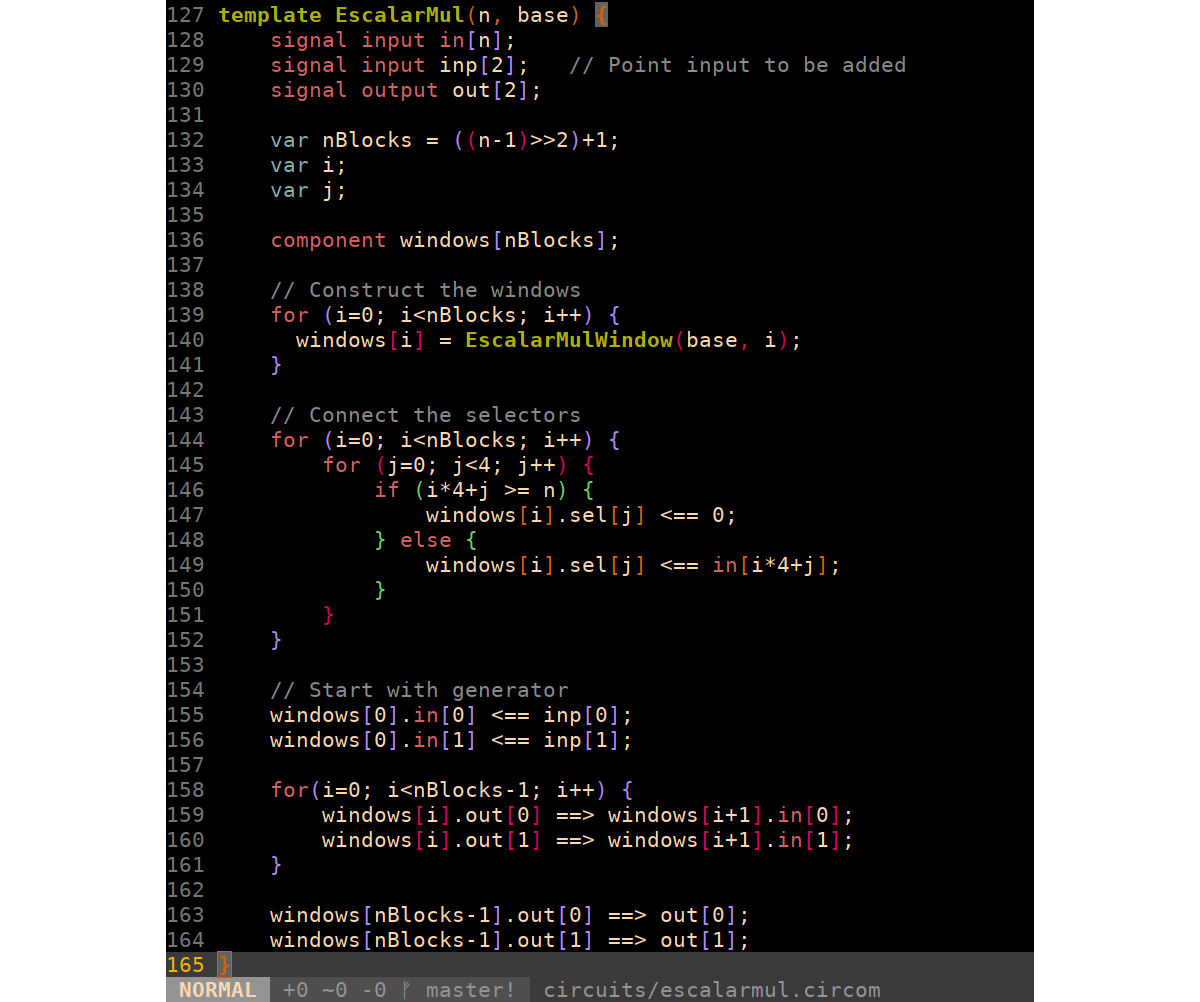 127 template EscalarMul(n, base) {
128     signal input in[n];
129     signal input inp[2];   // Point input to be added
130     signal output out[2];
131
132     var nBlocks = ((n-1)>>2)+1;
133     var i;
134     var j;
135
136     component windows[nBlocks];
137
138     // Construct the windows
139     for (i=0; i<nBlocks; i++) {
140       windows[i] = EscalarMulWindow(base, i);
141     }
142
143     // Connect the selectors
144     for (i=0; i<nBlocks; i++) {
145         for (j=0; j<4; j++) {
146             if (i*4+j >= n) {
147                 windows[i].sel[j] <== 0;
148             } else {
149                 windows[i].sel[j] <== in[i*4+j];
150             }
151         }
152     }
153
154     // Start with generator
155     windows[0].in[0] <== inp[0];
156     windows[0].in[1] <== inp[1];
157
158     for(i=0; i<nBlocks-1; i++) {
159         windows[i].out[0] ==> windows[i+1].in[0];
160         windows[i].out[1] ==> windows[i+1].in[1];
161     }
162
163     windows[nBlocks-1].out[0] ==> out[0];
164     windows[nBlocks-1].out[1] ==> out[1];
165 }
NORMAL  +0 ~0 -0 ᚠ master!  circuits/escalarmul.circom